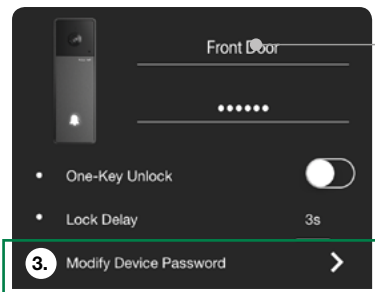 Front Door
••••••
• One-Key Unlock
• Lock Delay 3s
3. Modify Device Password >